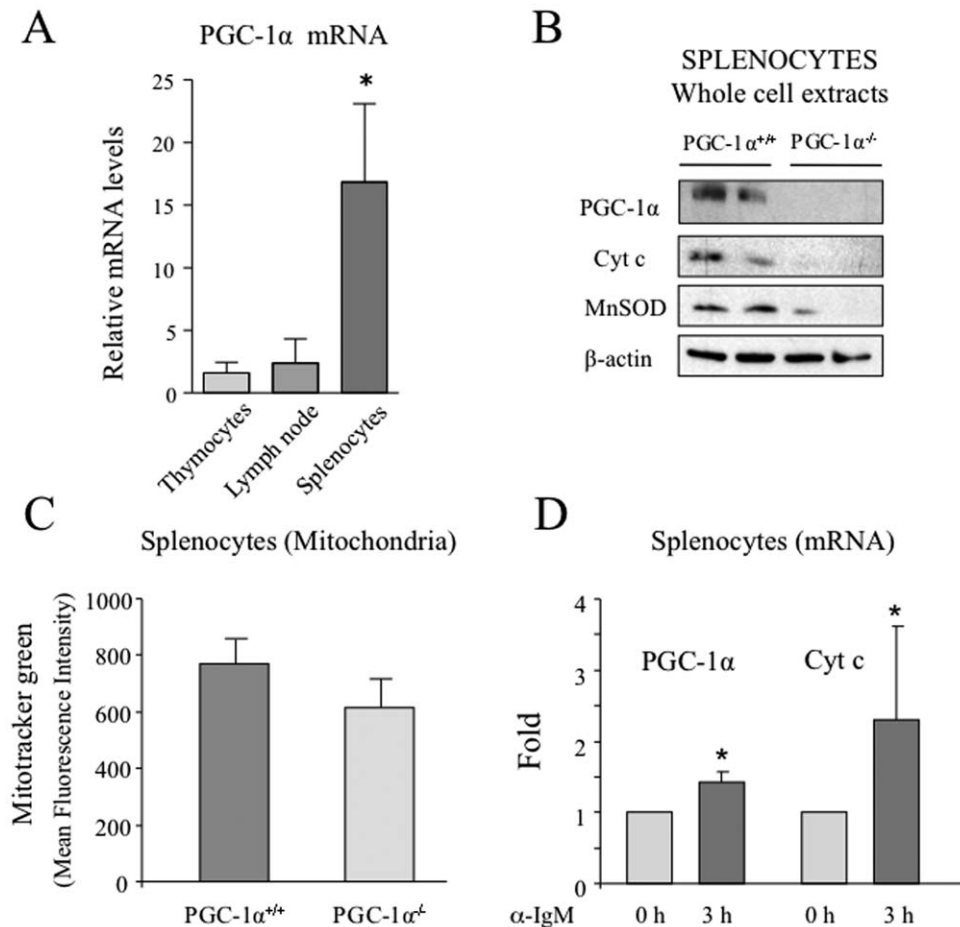 A
PGC-1α mRNA
Relative mRNA levels
25
20
15
10
5
0
*
Thymocytes
Lymph node
Splenocytes
B
SPLENOCYTES
Whole cell extracts
PGC-1α+/+ PGC-1α-/-
PGC-1α
Cyt c
MnSOD
β-actin
C
Splenocytes (Mitochondria)
Mitotracker green
(Mean Fluorescence Intensity)
1000
800
600
400
200
0
PGC-1α+/+ PGC-1α-/-
D
Splenocytes (mRNA)
Fold
4
3
2
1
0
PGC-1α Cyt c
*
*
α-IgM 0 h 3 h 0 h 3 h